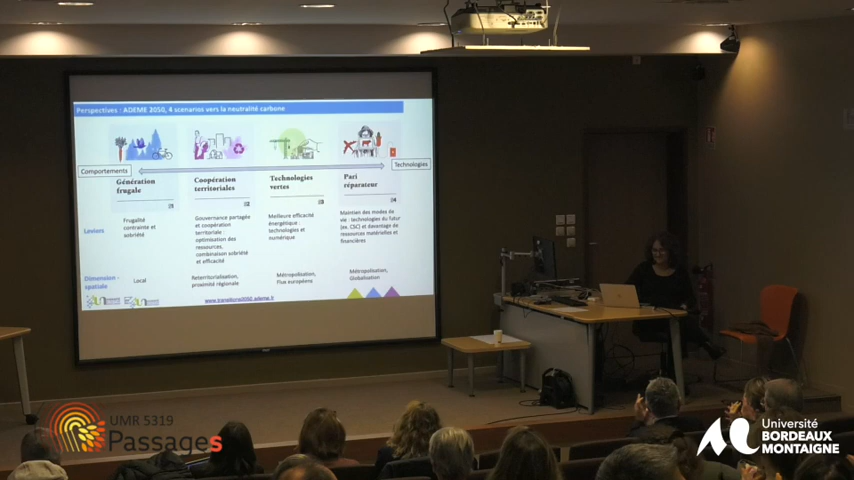 Perspectives : ADEME 2050, 4 scenarios vers la neutralité carbone
Comportements
Technologies
Génération
frugale
Coopération
territoriales
Technologies
vertes
Pari
réparateur
S1
S2
S3
S4
Leviers
Frugalité
contrainte et
sobriété
Gouvernance partagée
et coopération
territoriale :
optimisation des
ressources,
combinaison sobriété
et efficacité
Meilleure efficacité
énergétique :
technologies et
numérique
Maintien des modes de
vie : technologies du futur
(ex. CSC) et davantage de
ressources matérielles et
financières
Dimension -
spatiale
Local
Reterritorialisation,
proximité régionale
Métropolisation,
Flux européens
Métropolisation,
Globalisation
www.transitions2050.ademe.fr
UMR 5319
Passages
Université
BORDEAUX
MONTAIGNE